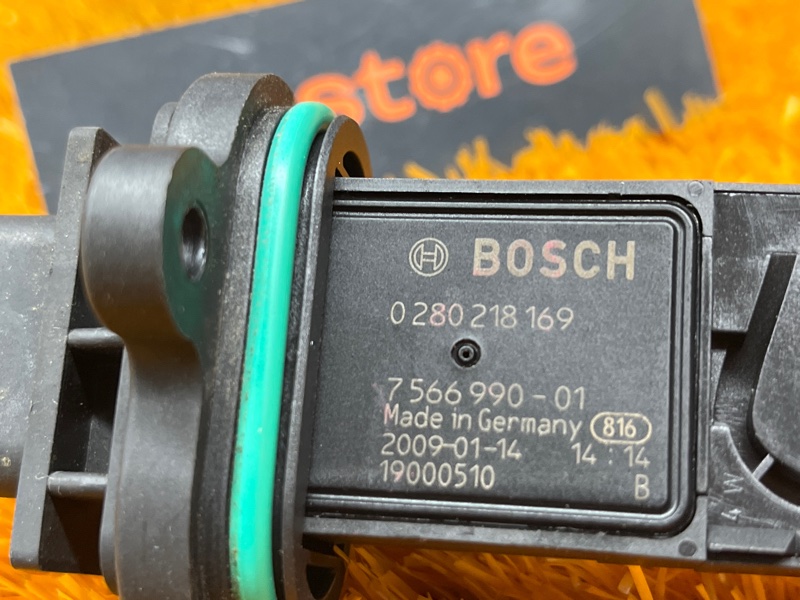 store
BOSCH
0 280 218 169
7 566 990 - 01
Made in Germany 816
2009-01-14 14:14
19000510 B
4 W